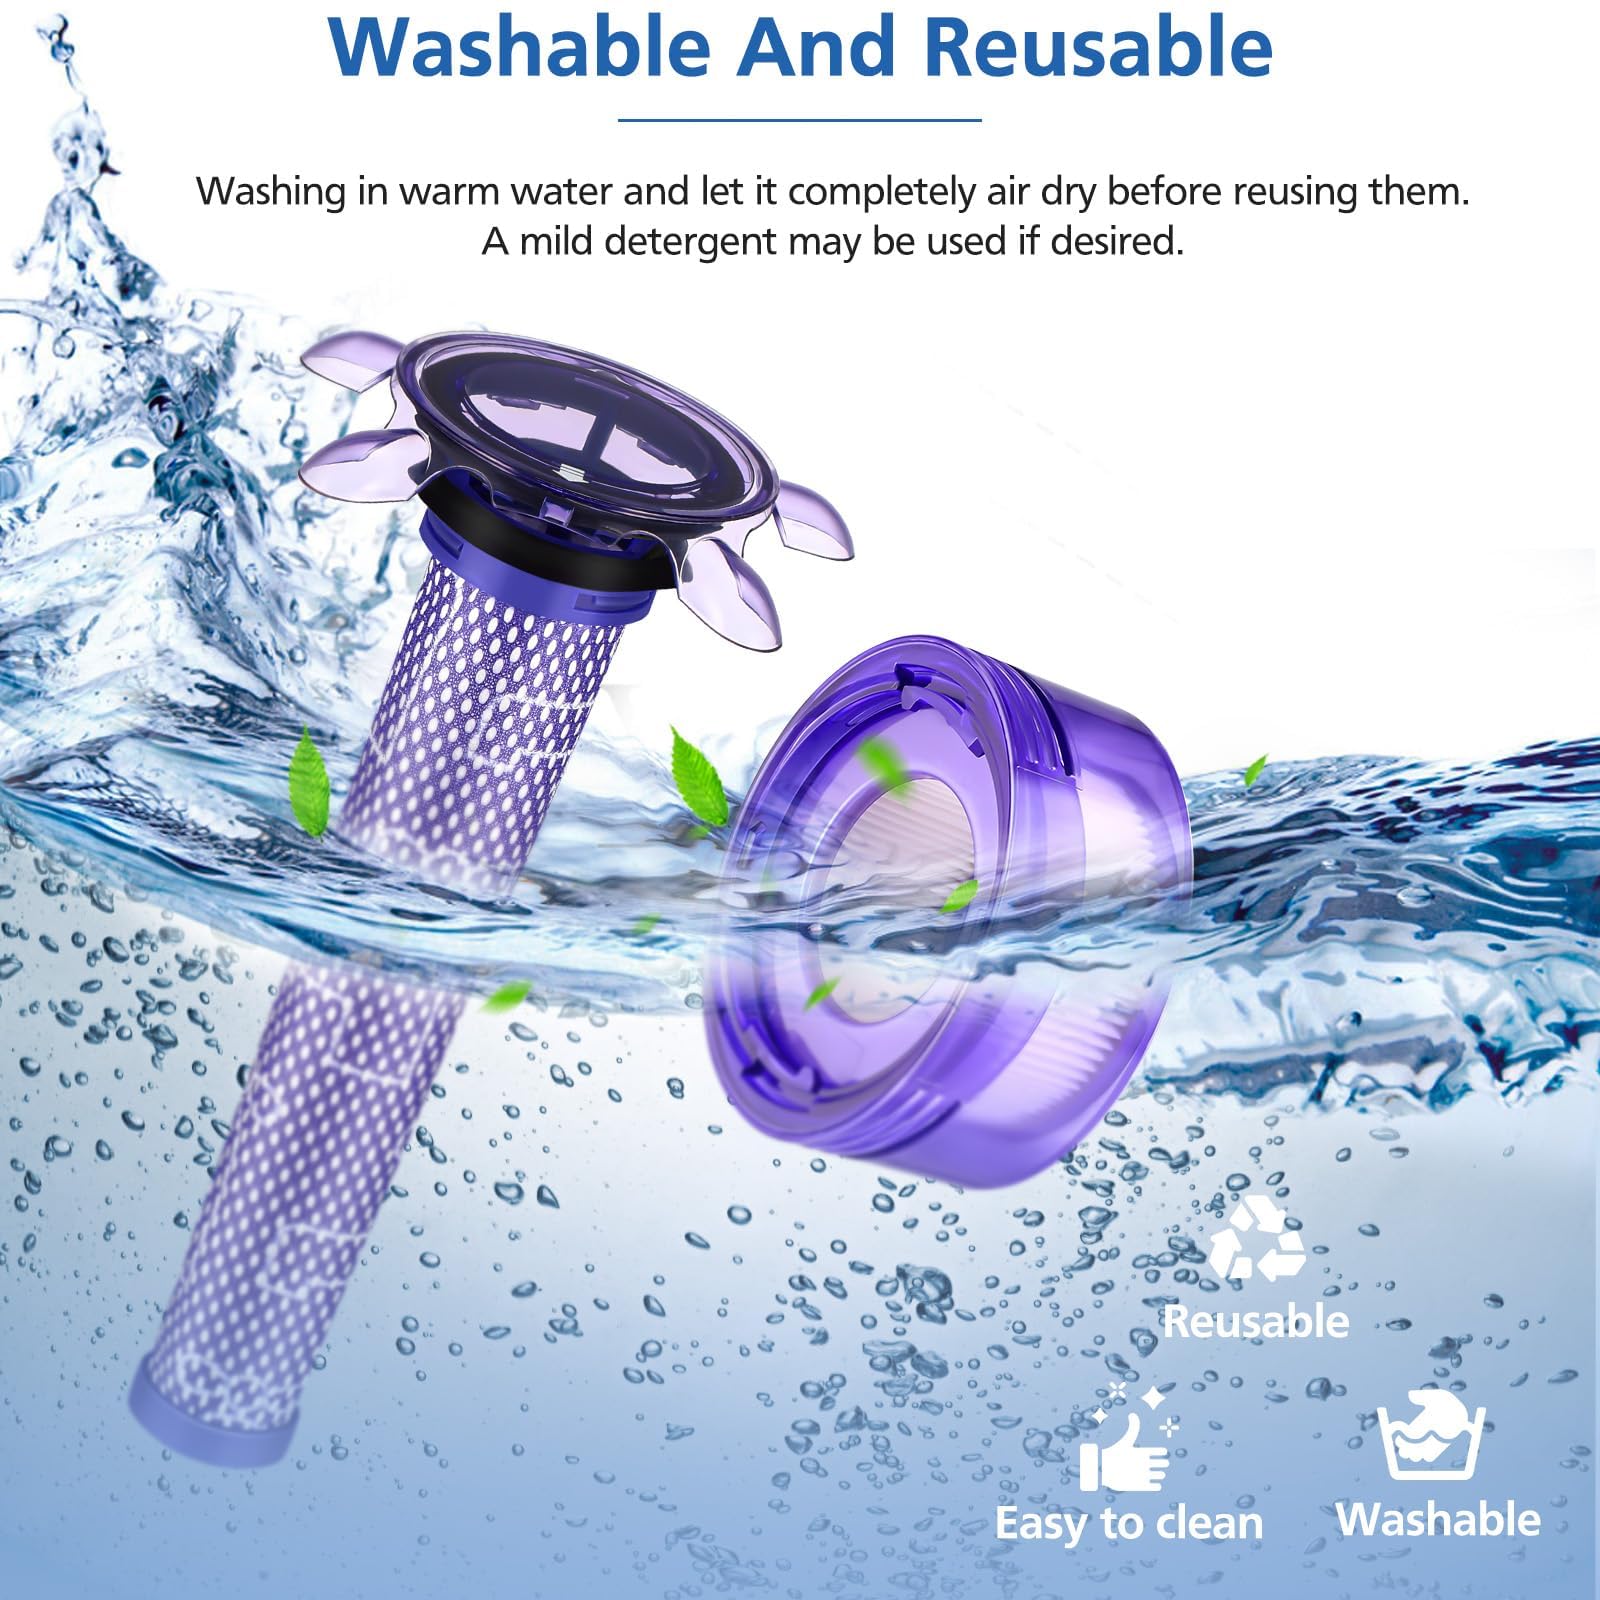 Washable And Reusable
Washing in warm water and let it completely air dry before reusing them.
A mild detergent may be used if desired.
Reusable
Easy to clean
Washable